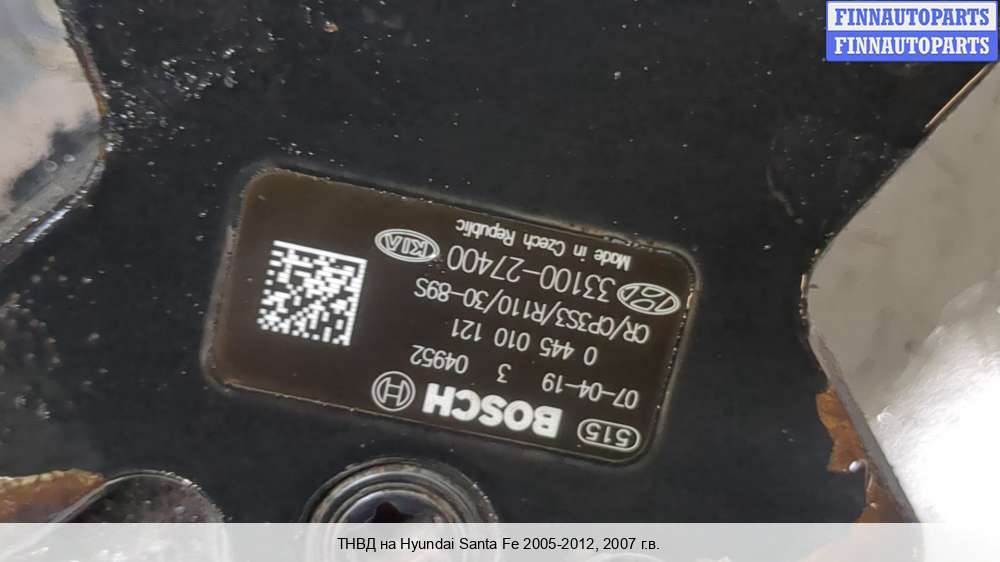 FINNAUTOPARTS
FINNAUTOPARTS
515 BOSCH
07-04-19 3 04952
0 445 010 121
CR/CP3S3/R110/30-89S
33100-27400 KIA
Made in Czech Republic
ТНВД на Hyundai Santa Fe 2005-2012, 2007 г.в.